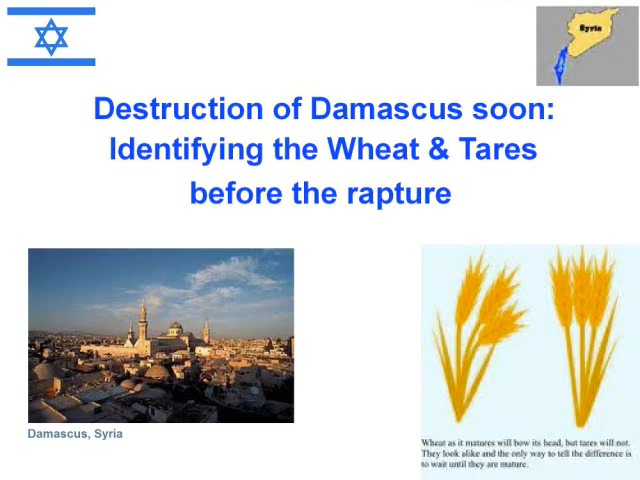 Syria
Destruction of Damascus soon:
Identifying the Wheat & Tares
before the rapture
Damascus, Syria
Wheat as it matures will bow its head, but tares will not.
They look alike and the only way to tell the difference is
to wait until they are mature.